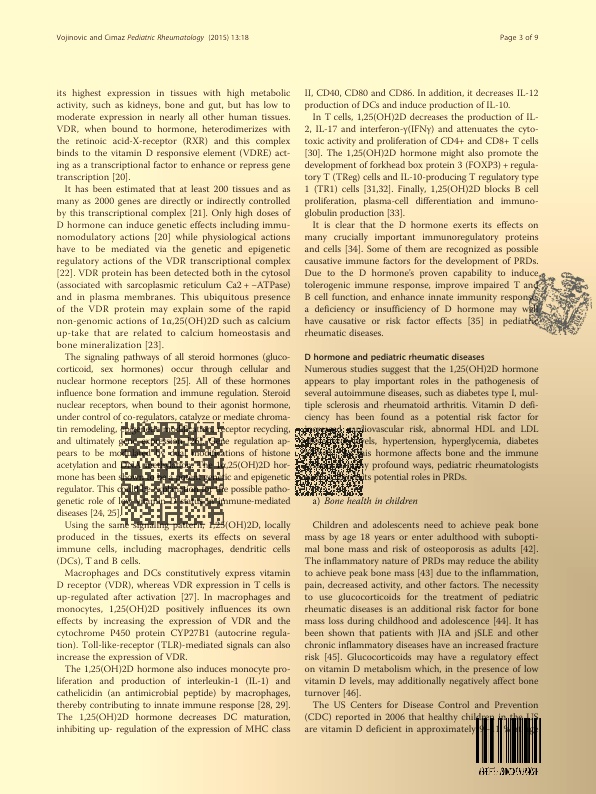 Vojinovic and Cimaz Pediatric Rheumatology (2015) 13:18
Page 3 of 9
its highest expression in tissues with high metabolic
activity, such as kidneys, bone and gut, but has low to
moderate expression in nearly all other human tissues.
VDR, when bound to hormone, heterodimerizes with
the retinoic acid-X-receptor (RXR) and this complex
binds to the vitamin D responsive element (VDRE) act-
ing as a transcriptional factor to enhance or repress gene
transcription [20].
It has been estimated that at least 200 tissues and as
many as 2000 genes are directly or indirectly controlled
by this transcriptional complex [21]. Only high doses of
D hormone can induce genetic effects including immu-
nomodulatory actions [20] while physiological actions
have to be mediated via the genetic and epigenetic
regulatory actions of the VDR transcriptional complex
[22]. VDR protein has been detected both in the cytosol
(associated with sarcoplasmic reticulum Ca2 + −ATPase)
and in plasma membranes. This ubiquitous presence
of the VDR protein may explain some of the rapid
non-genomic actions of 1α,25(OH)2D such as calcium
up-take that are related to calcium homeostasis and
bone mineralization [23].
The signaling pathways of all steroid hormones (gluco-
corticoid, sex hormones) occur through cellular and
nuclear hormone receptors [25]. All of these hormones
influence bone formation and immune regulation. Steroid
nuclear receptors, when bound to their agonist hormone,
under control of co-regulators, catalyze or mediate chroma-
tin remodeling, receptor recycling,
and ultimately regulation ap-
pears to be of histone
acetylation and 1α,25(OH)2D hor-
mone has been and epigenetic
regulator. This possible patho-
genetic role of immune-mediated
diseases [24, 25].
Using the same signaling pattern, 1,25(OH)2D, locally
produced in the tissues, exerts its effects on several
immune cells, including macrophages, dendritic cells
(DCs), T and B cells.
Macrophages and DCs constitutively express vitamin
D receptor (VDR), whereas VDR expression in T cells is
up-regulated after activation [27]. In macrophages and
monocytes, 1,25(OH)2D positively influences its own
effects by increasing the expression of VDR and the
cytochrome P450 protein CYP27B1 (autocrine regula-
tion). Toll-like-receptor (TLR)-mediated signals can also
increase the expression of VDR.
The 1,25(OH)2D hormone also induces monocyte pro-
liferation and production of interleukin-1 (IL-1) and
cathelicidin (an antimicrobial peptide) by macrophages,
thereby contributing to innate immune response [28, 29].
The 1,25(OH)2D hormone decreases DC maturation,
inhibiting up- regulation of the expression of MHC class
II, CD40, CD80 and CD86. In addition, it decreases IL-12
production of DCs and induce production of IL-10.
In T cells, 1,25(OH)2D decreases the production of IL-
2, IL-17 and interferon-γ(IFNγ) and attenuates the cyto-
toxic activity and proliferation of CD4+ and CD8+ T cells
[30]. The 1,25(OH)2D hormone might also promote the
development of forkhead box protein 3 (FOXP3) + regula-
tory T (TReg) cells and IL-10-producing T regulatory type
1 (TR1) cells [31,32]. Finally, 1,25(OH)2D blocks B cell
proliferation, plasma-cell differentiation and immuno-
globulin production [33].
It is clear that the D hormone exerts its effects on
many crucially important immunoregulatory proteins
and cells [34]. Some of them are recognized as possible
causative immune factors for the development of PRDs.
Due to the D hormone's proven capability to induce
tolerogenic immune response, improve impaired T and
B cell function, and enhance innate immunity response,
a deficiency or insufficiency of D hormone may well
have causative or risk factor effects [35] in pediatric
rheumatic diseases.
D hormone and pediatric rheumatic diseases
Numerous studies suggest that the 1,25(OH)2D hormone
appears to play important roles in the pathogenesis of
several autoimmune diseases, such as diabetes type I, mul-
tiple sclerosis and rheumatoid arthritis. Vitamin D defi-
ciency has been found as a potential risk factor for
cardiovascular risk, abnormal HDL and LDL
levels, hypertension, hyperglycemia, diabetes
this hormone affects bone and the immune
profound ways, pediatric rheumatologists
its potential roles in PRDs.
a) Bone health in children
Children and adolescents need to achieve peak bone
mass by age 18 years or enter adulthood with subopti-
mal bone mass and risk of osteoporosis as adults [42].
The inflammatory nature of PRDs may reduce the ability
to achieve peak bone mass [43] due to the inflammation,
pain, decreased activity, and other factors. The necessity
to use glucocorticoids for the treatment of pediatric
rheumatic diseases is an additional risk factor for bone
mass loss during childhood and adolescence [44]. It has
been shown that patients with JIA and jSLE and other
chronic inflammatory diseases have an increased fracture
risk [45]. Glucocorticoids may have a regulatory effect
on vitamin D metabolism which, in the presence of low
vitamin D levels, may additionally negatively affect bone
turnover [46].
The US Centers for Disease Control and Prevention
(CDC) reported in 2006 that healthy children in the US
are vitamin D deficient in approximately